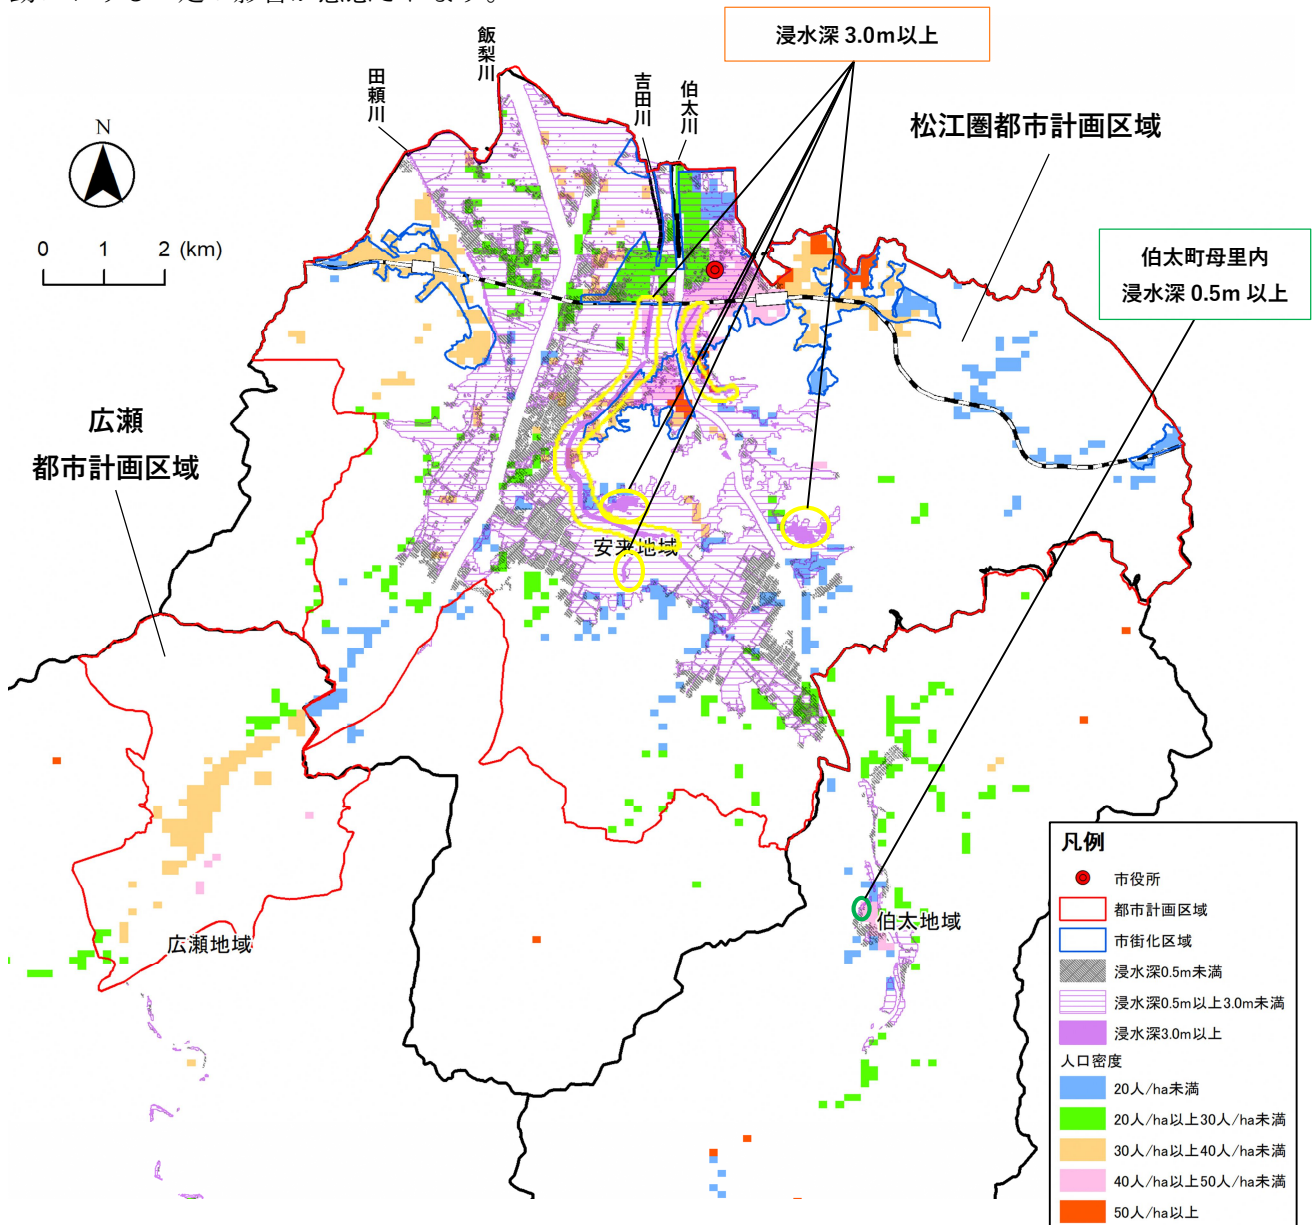 浸水深 3.0m以上
飯梨川
田頼川
吉田川
伯太川
松江圏都市計画区域
N
0 1 2 (km)
伯太町母里内
浸水深 0.5m 以上
広瀬
都市計画区域
安来地域
広瀬地域
伯太地域
凡例
市役所
都市計画区域
市街化区域
浸水深0.5m未満
浸水深0.5m以上3.0m未満
浸水深3.0m以上
人口密度
20人/ha未満
20人/ha以上30人/ha未満
30人/ha以上40人/ha未満
40人/ha以上50人/ha未満
50人/ha以上